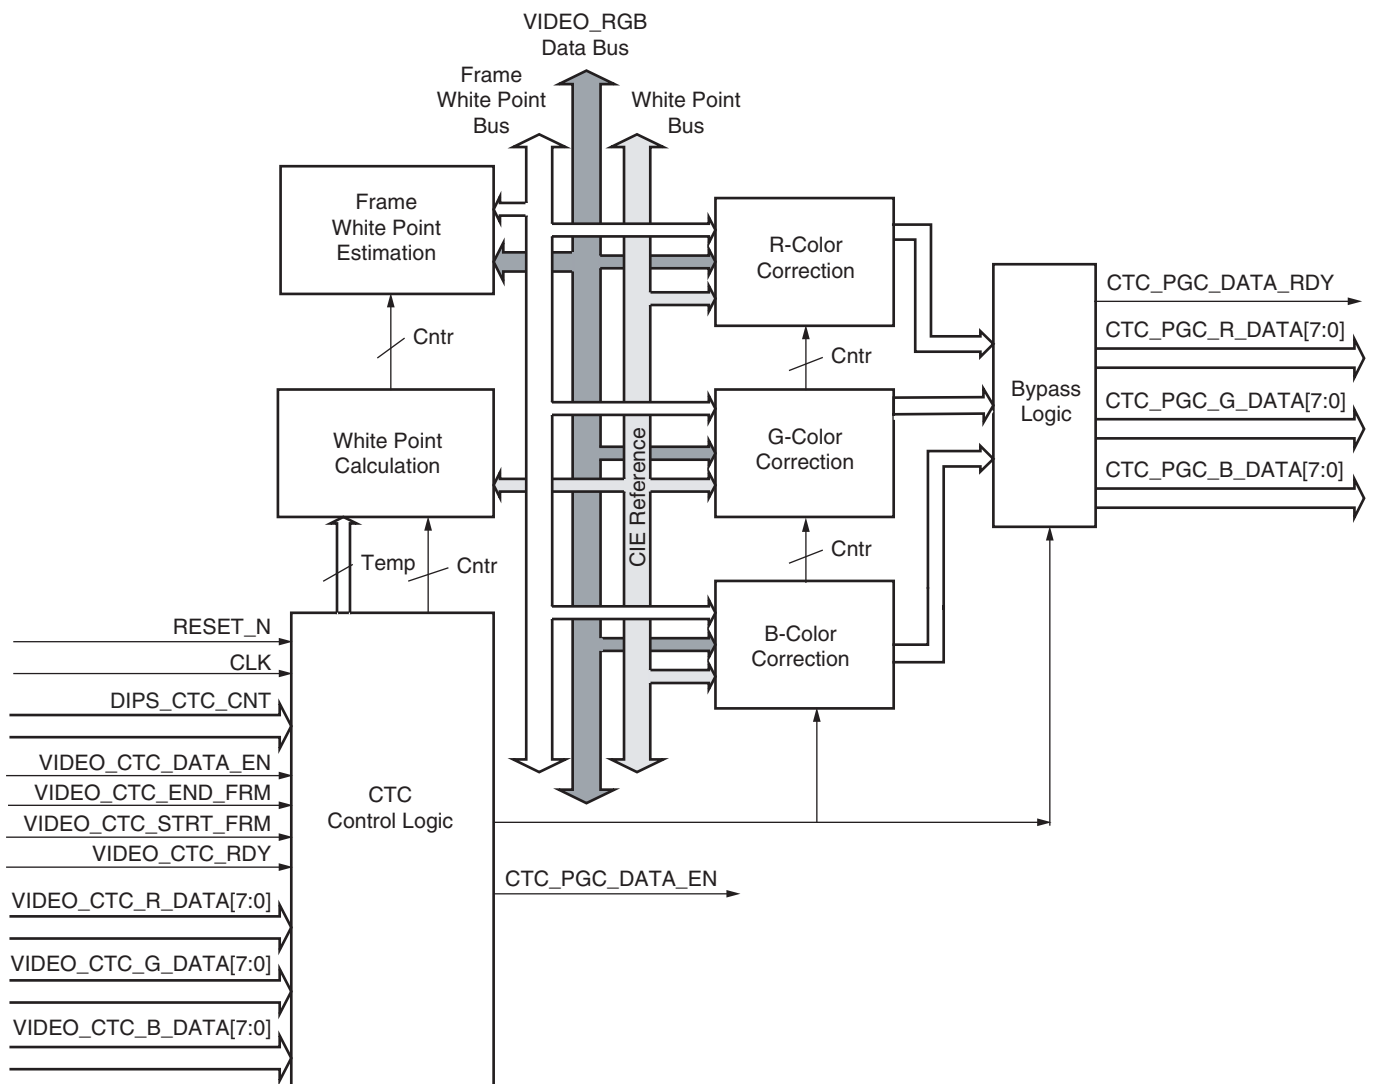 VIDEO_RGB
Data Bus
Frame
White Point
Bus
White Point
Bus
Frame
White Point
Estimation
R-Color
Correction
CTC_PGC_DATA_RDY
CTC_PGC_R_DATA[7:0]
Cntr
Cntr
Bypass
Logic
CTC_PGC_G_DATA[7:0]
White Point
Calculation
G-Color
Correction
CIE Reference
CTC_PGC_B_DATA[7:0]
Temp
Cntr
Cntr
RESET_N
CLK
DIPS_CTC_CNT
B-Color
Correction
VIDEO_CTC_DATA_EN
VIDEO_CTC_END_FRM
VIDEO_CTC_STRT_FRM
VIDEO_CTC_RDY
CTC
Control Logic
CTC_PGC_DATA_EN
VIDEO_CTC_R_DATA[7:0]
VIDEO_CTC_G_DATA[7:0]
VIDEO_CTC_B_DATA[7:0]